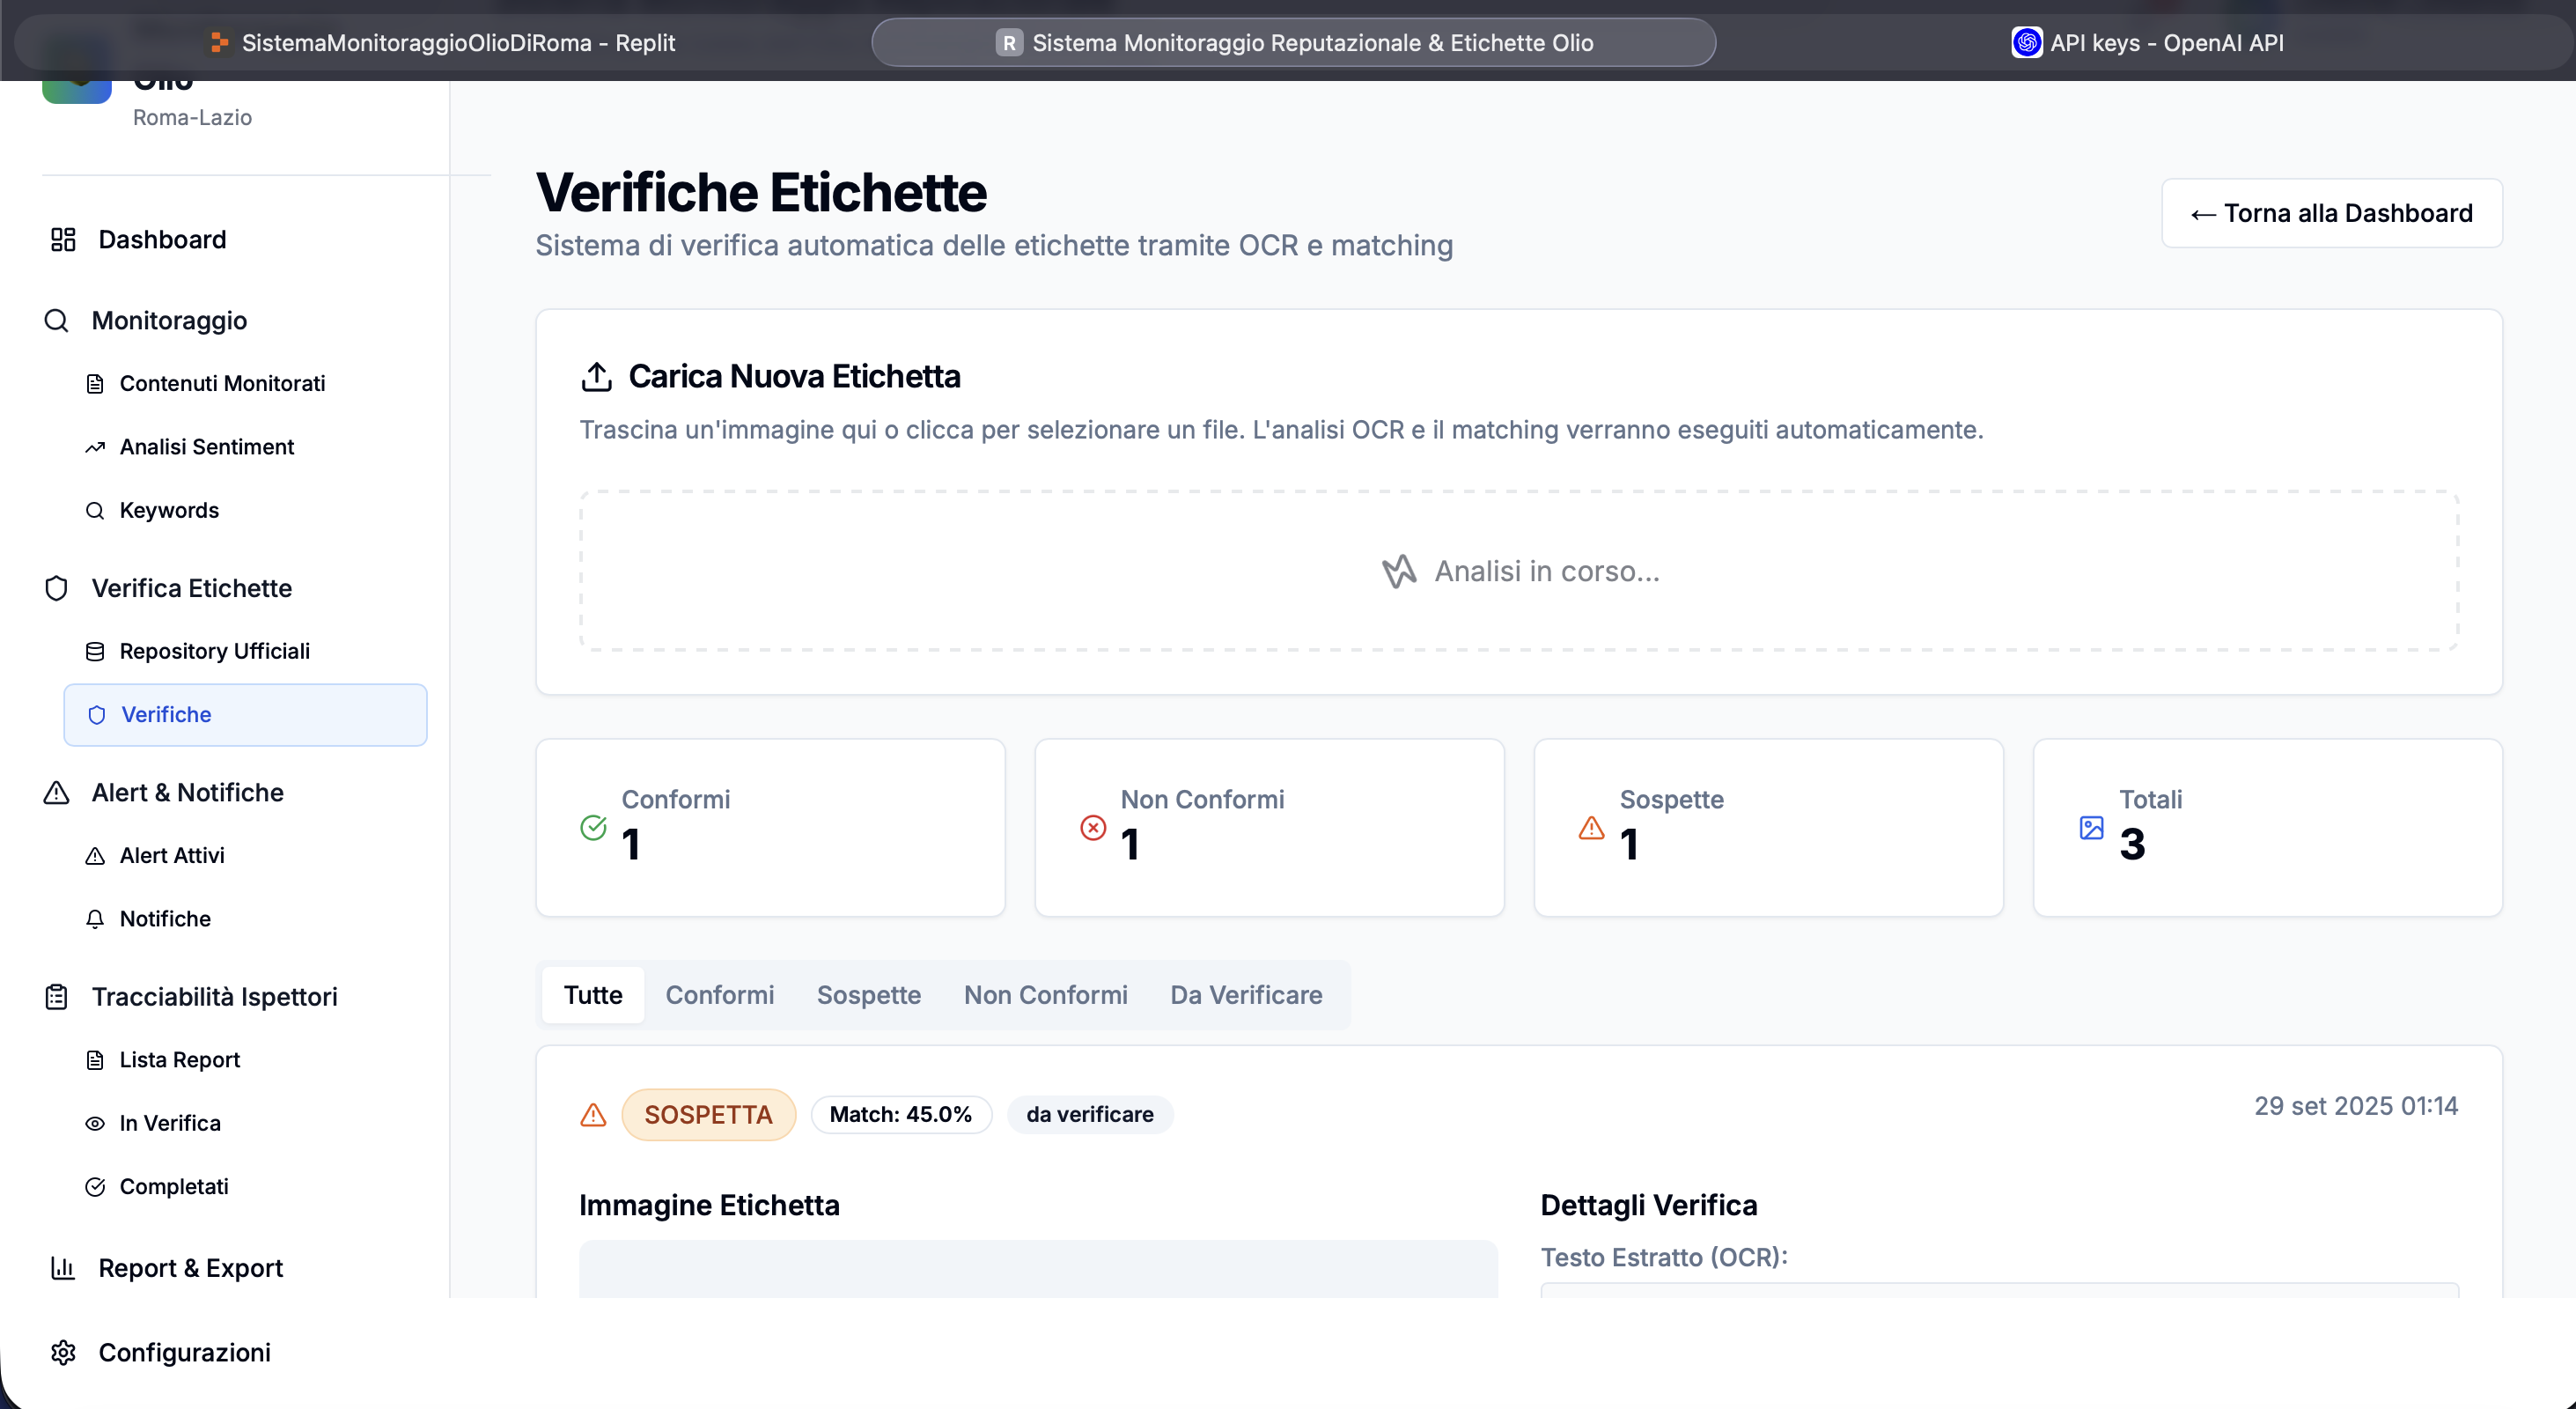 SistemaMonitoraggioOlioDiRoma - Replit
R Sistema Monitoraggio Reputazionale & Etichette Olio
API keys - OpenAI API
Olio
Roma-Lazio
Dashboard
Monitoraggio
Contenuti Monitorati
Analisi Sentiment
Keywords
Verifica Etichette
Repository Ufficiali
Verifiche
Alert & Notifiche
Alert Attivi
Notifiche
Tracciabilità Ispettori
Lista Report
In Verifica
Completati
Report & Export
Configurazioni
Verifiche Etichette
Sistema di verifica automatica delle etichette tramite OCR e matching
← Torna alla Dashboard
Carica Nuova Etichetta
Trascina un'immagine qui o clicca per selezionare un file. L'analisi OCR e il matching verranno eseguiti automaticamente.
Analisi in corso...
Conformi
1
Non Conformi
1
Sospette
1
Totali
3
Tutte Conformi Sospette Non Conformi Da Verificare
SOSPETTA Match: 45.0% da verificare
29 set 2025 01:14
Immagine Etichetta
Dettagli Verifica
Testo Estratto (OCR):